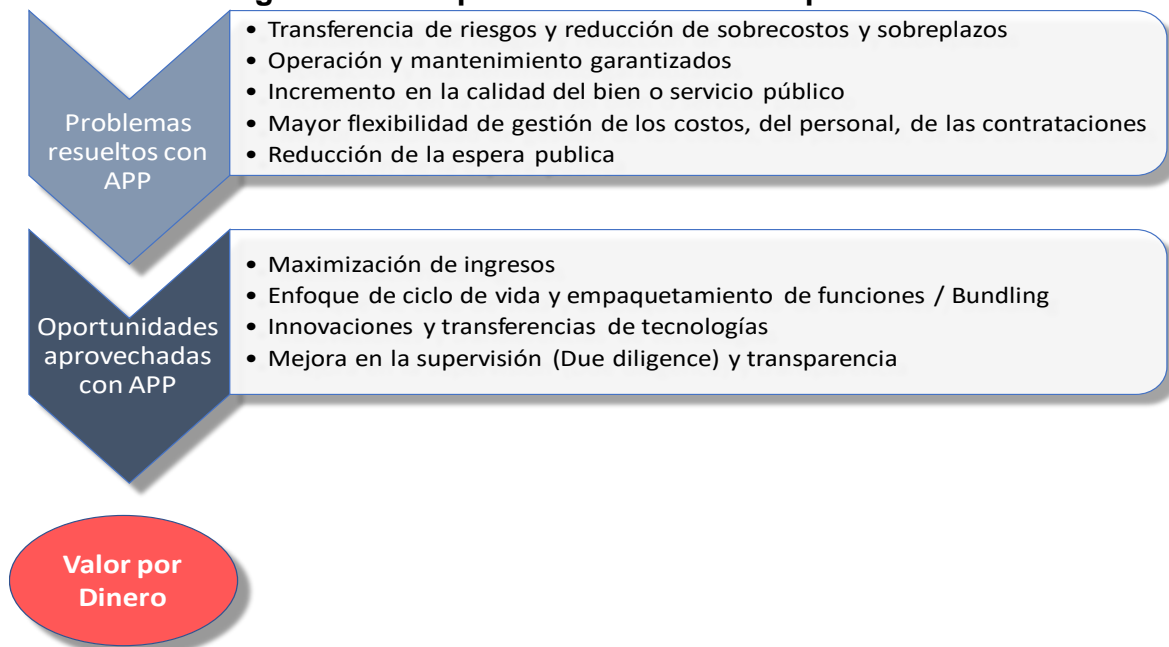 • Transferencia de riesgos y reducción de sobrecostos y sobreplazos
• Operación y mantenimiento garantizados
• Incremento en la calidad del bien o servicio público
• Mayor flexibilidad de gestión de los costos, del personal, de las contrataciones
• Reducción de la espera publica
Problemas
resueltos con
APP
• Maximización de ingresos
• Enfoque de ciclo de vida y empaquetamiento de funciones / Bundling
• Innovaciones y transferencias de tecnologías
• Mejora en la supervisión (Due diligence) y transparencia
Oportunidades
aprovechadas
con APP
Valor por
Dinero